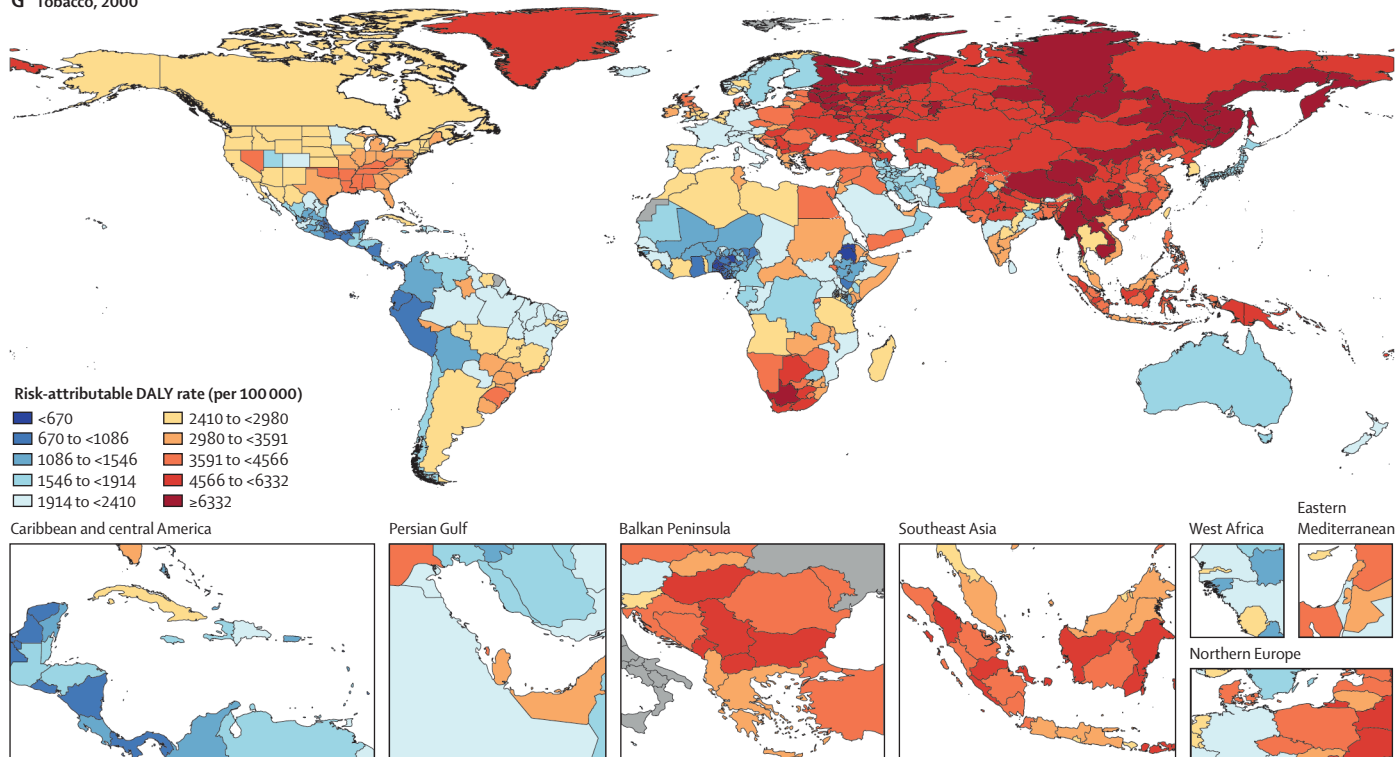 G Tobacco, 2000
Risk-attributable DALY rate (per 100 000)
<670
670 to <1086
1086 to <1546
1546 to <1914
1914 to <2410
2410 to <2980
2980 to <3591
3591 to <4566
4566 to <6332
≥6332
Caribbean and central America
Persian Gulf
Balkan Peninsula
Southeast Asia
West Africa
Eastern
Mediterranean
Northern Europe